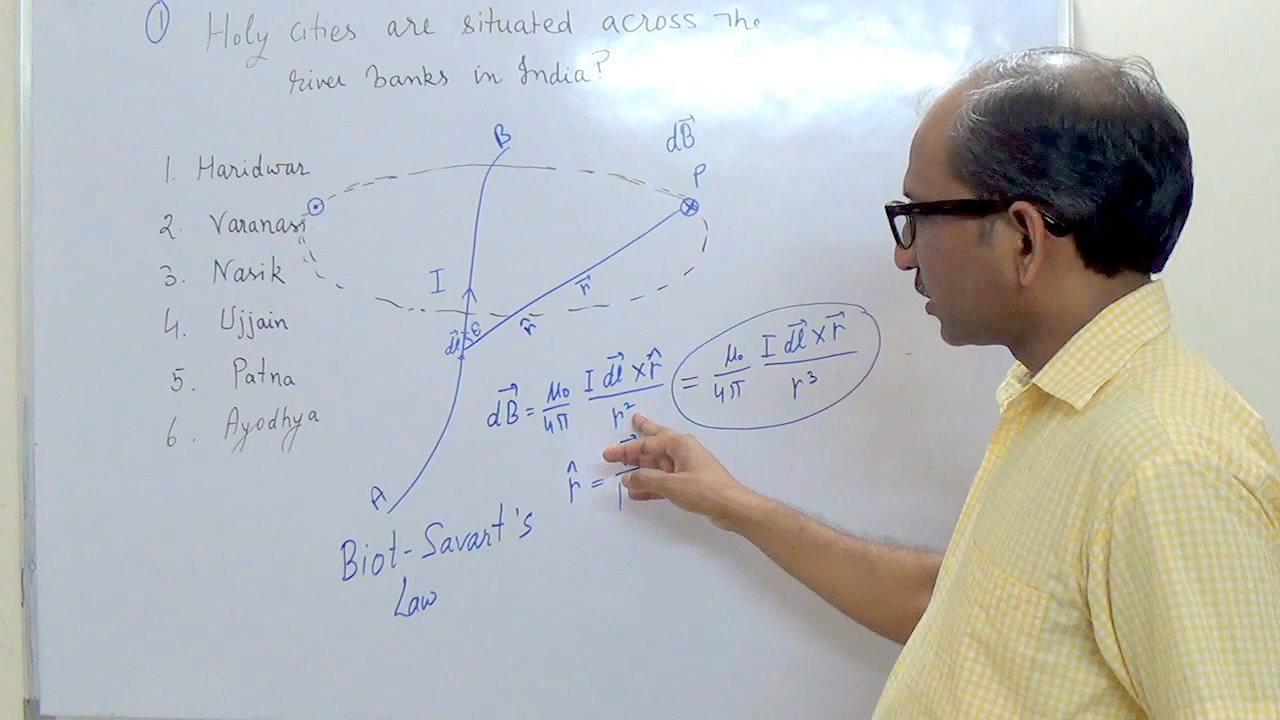 ① Holy cities are situated across the
river banks in India?
1. Haridwar
2. Varanasi
3. Nasik
4. Ujjain
5. Patna
6. Ayodhya
B
dB⃗
P
I
r⃗
r̂
dl⃗
θ
dB⃗ = μ₀/4π I dl⃗ × r̂ / r² = μ₀/4π I dl⃗ × r⃗ / r³
r̂ =
A
Biot-Savart's
Law